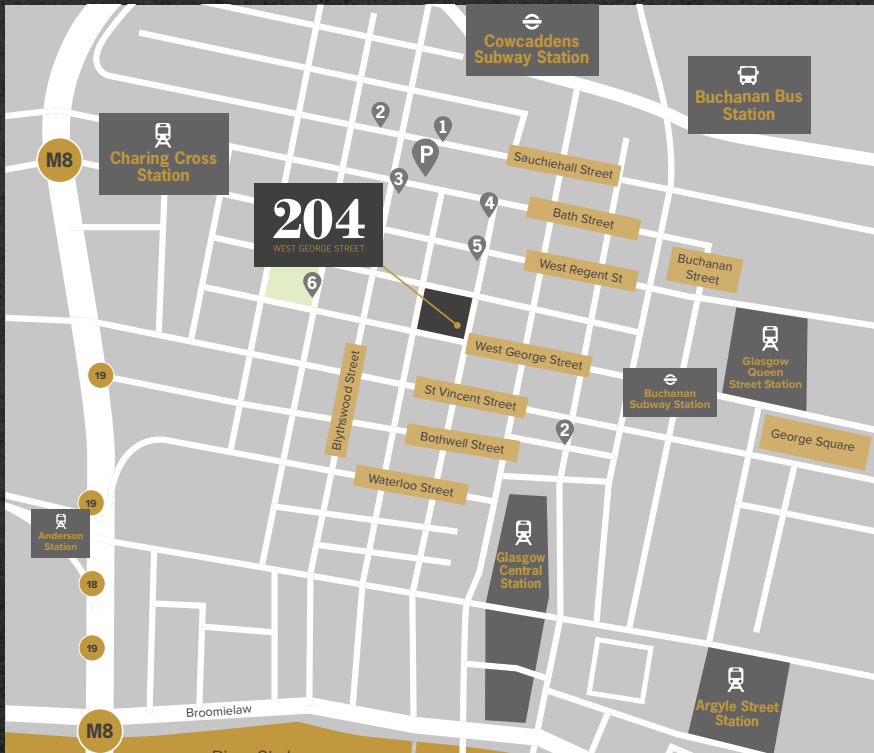 Cowcaddens
Subway Station
Buchanan Bus
Station
2
1
Charing Cross
Station
M8
P
Sauchiehall Street
3
4
Bath Street
204
WEST GEORGE STREET
5
West Regent St
Buchanan
Street
6
Glasgow
Queen
Street Station
West George Street
Blythswood Street
19
St Vincent Street
Buchanan
Subway Station
2
Bothwell Street
George Square
Waterloo Street
19
Anderson
Station
Glasgow
Central
Station
18
19
Argyle Street
Station
Broomielaw
M8